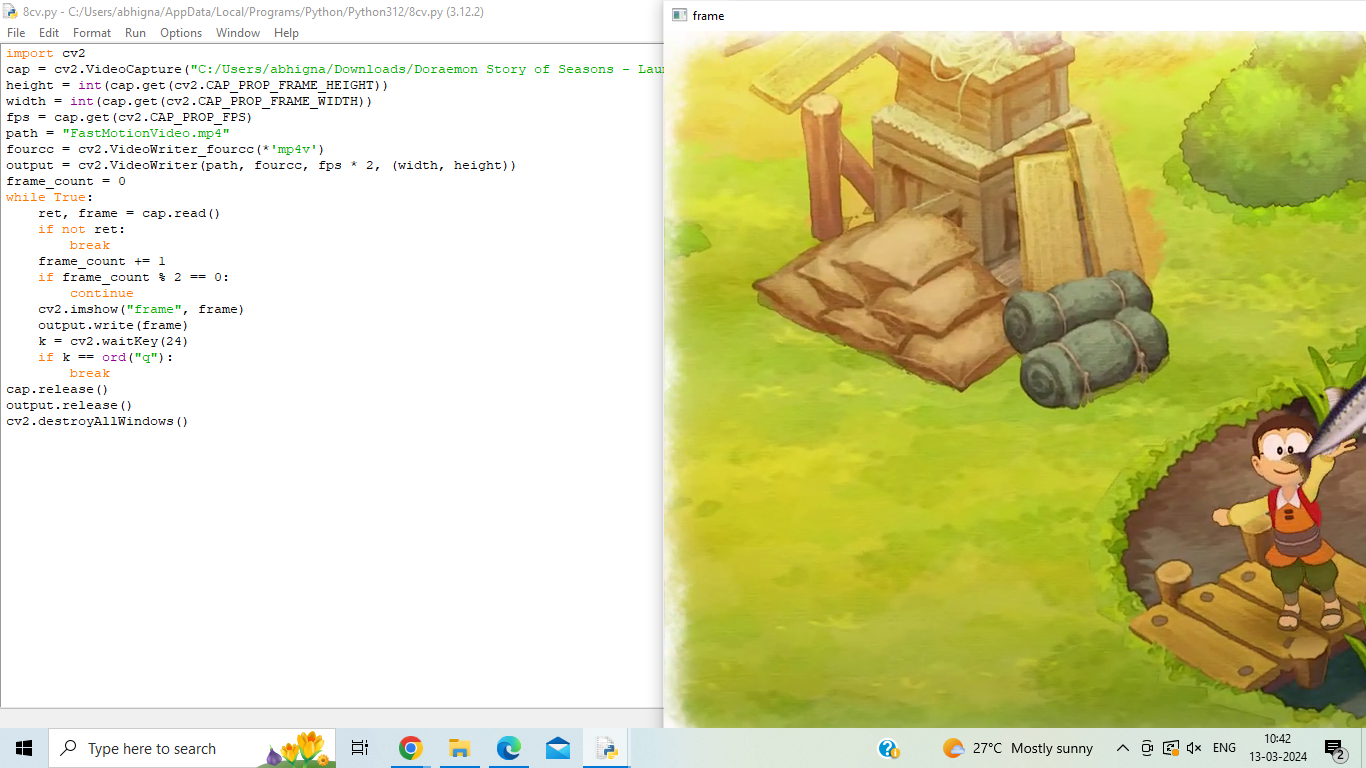 8cv.py - C:/Users/abhigna/AppData/Local/Programs/Python/Python312/8cv.py (3.12.2)
File Edit Format Run Options Window Help
import cv2
cap = cv2.VideoCapture("C:/Users/abhigna/Downloads/Doraemon Story of Seasons - Lau
height = int(cap.get(cv2.CAP_PROP_FRAME_HEIGHT))
width = int(cap.get(cv2.CAP_PROP_FRAME_WIDTH))
fps = cap.get(cv2.CAP_PROP_FPS)
path = "FastMotionVideo.mp4"
fourcc = cv2.VideoWriter_fourcc(*'mp4v')
output = cv2.VideoWriter(path, fourcc, fps * 2, (width, height))
frame_count = 0
while True:
    ret, frame = cap.read()
    if not ret:
        break
    frame_count += 1
    if frame_count % 2 == 0:
        continue
    cv2.imshow("frame", frame)
    output.write(frame)
    k = cv2.waitKey(24)
    if k == ord("q"):
        break
cap.release()
output.release()
cv2.destroyAllWindows()
frame
Type here to search
27°C Mostly sunny
ENG
10:42
13-03-2024
2